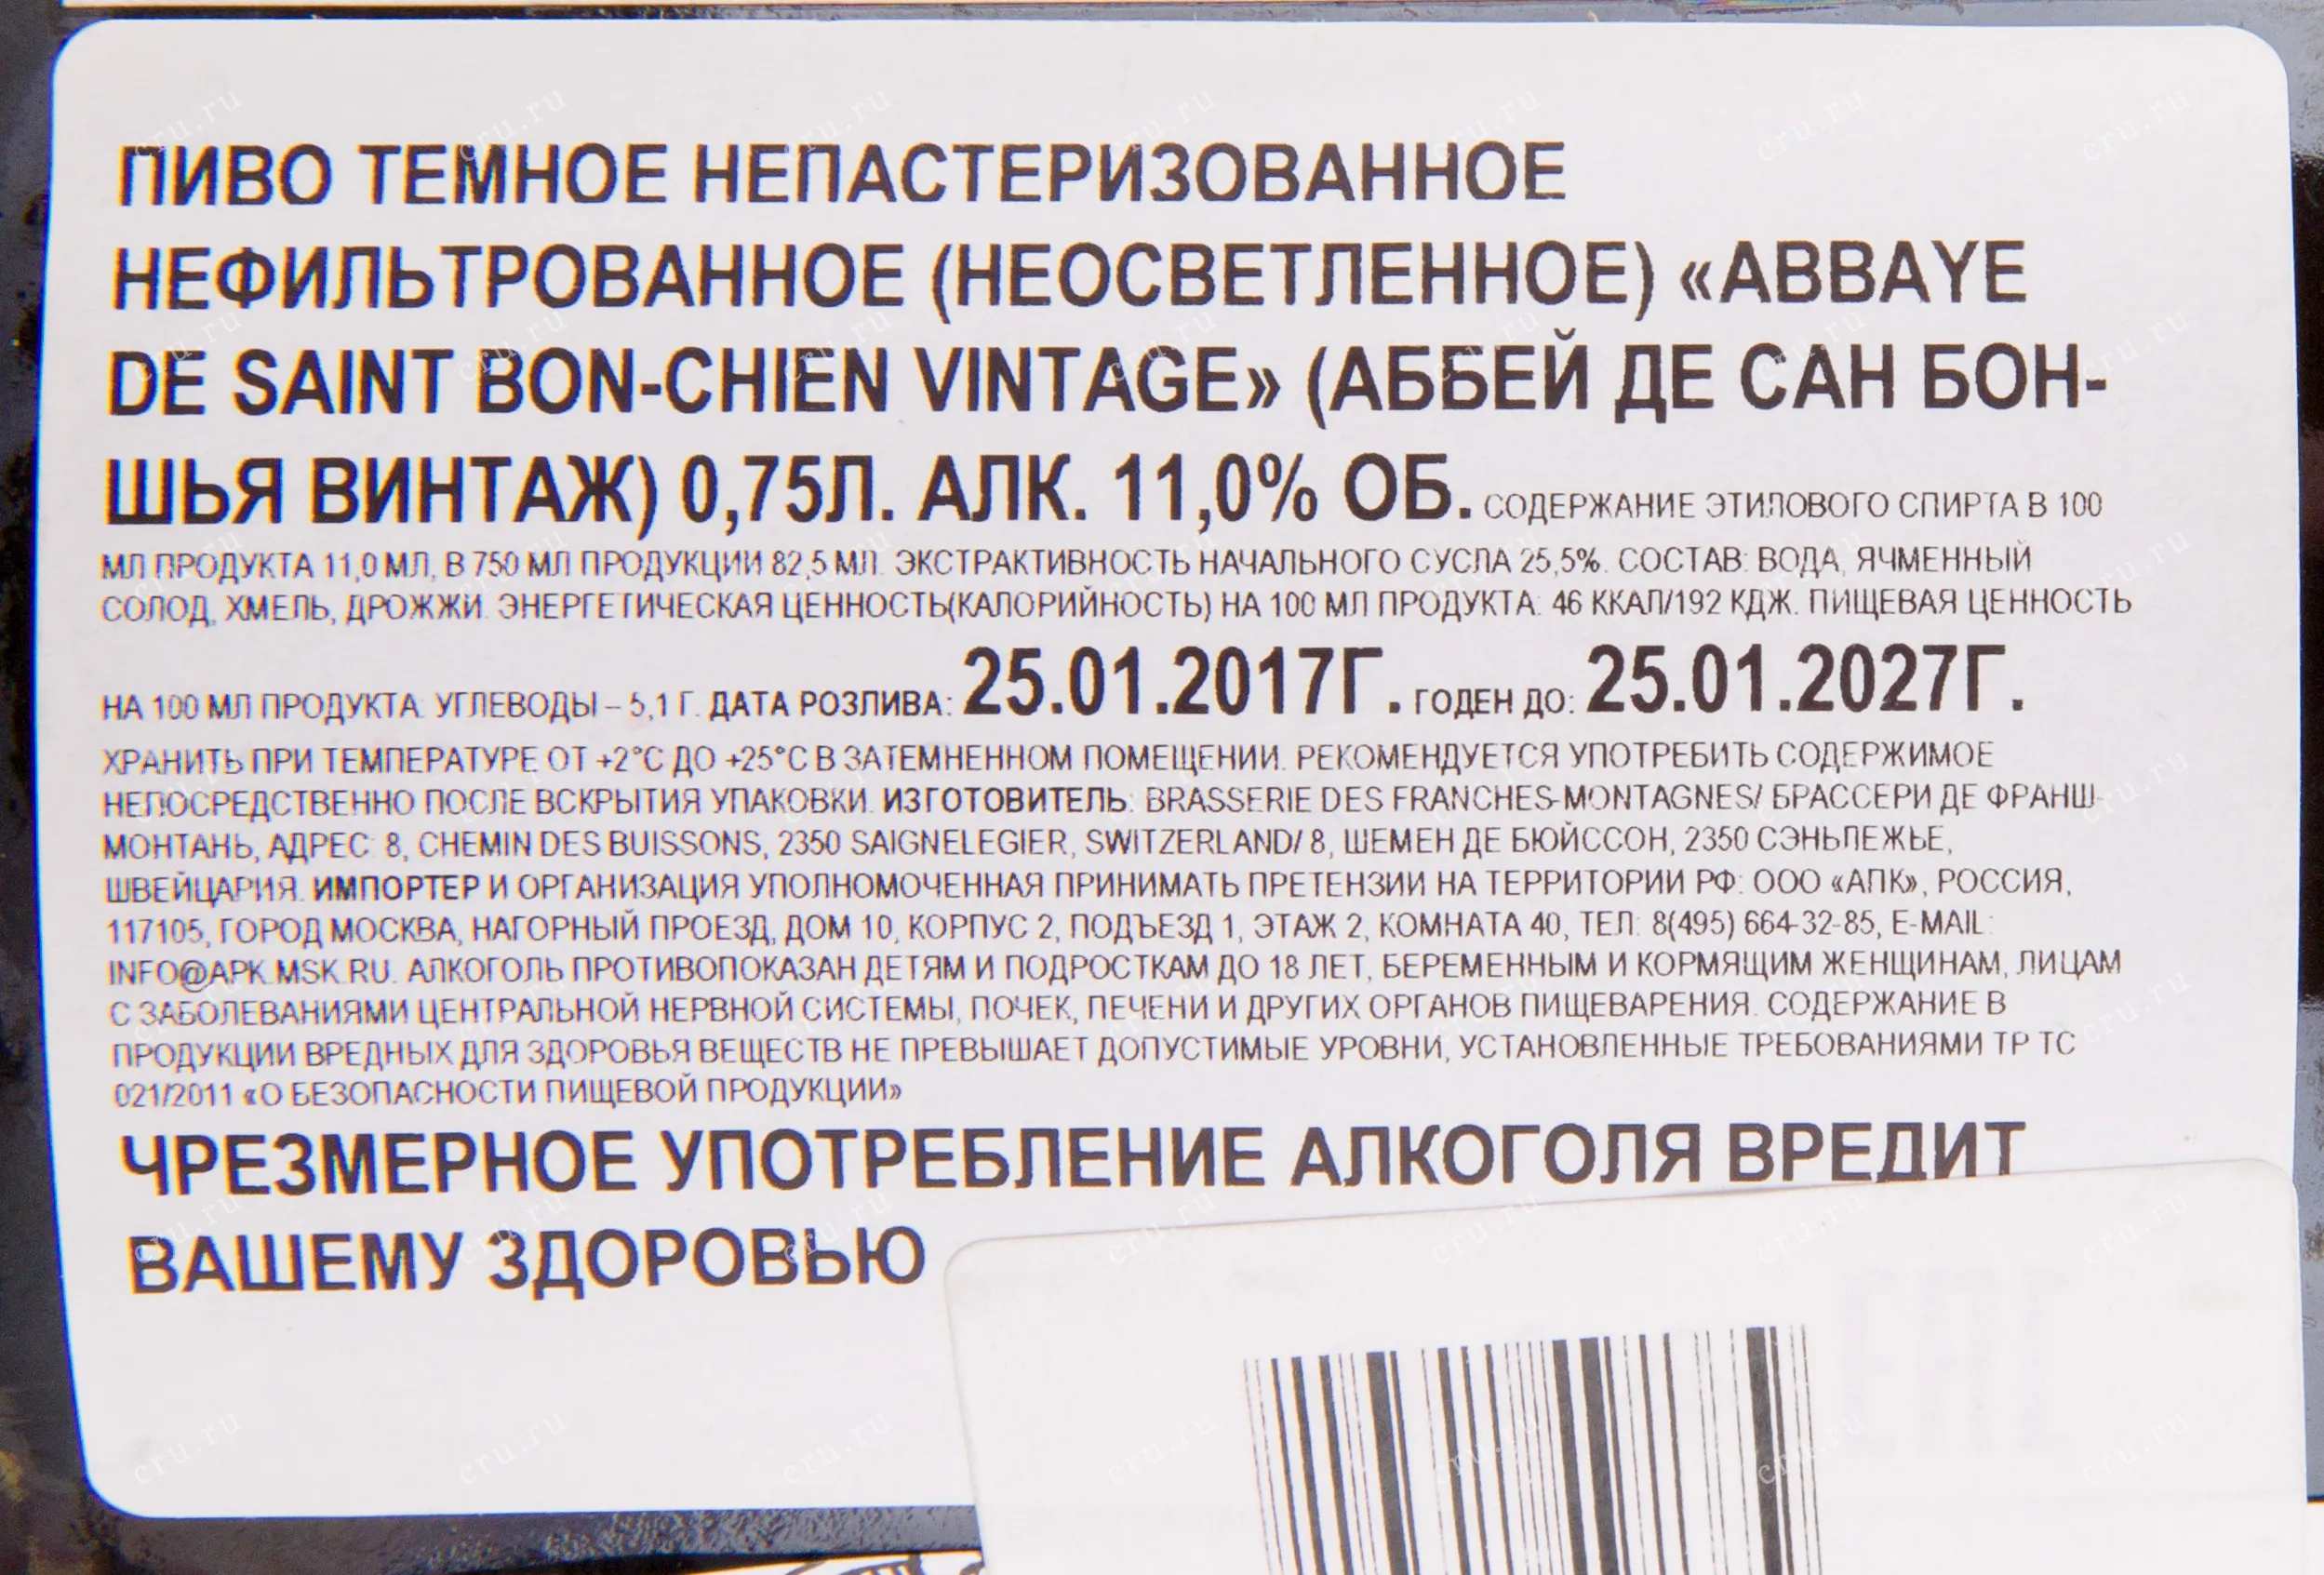 ПИВО ТЕМНОЕ НЕПАСТЕРИЗОВАННОЕ
НЕФИЛЬТРОВАННОЕ (НЕОСВЕТЛЕННОЕ) «ABBAYE
DE SAINT BON-CHIEN VINTAGE» (АББЕЙ ДЕ САН БОН-
ШЬЯ ВИНТАЖ) 0,75Л. АЛК. 11,0% ОБ. СОДЕРЖАНИЕ ЭТИЛОВОГО СПИРТА В 100
МЛ ПРОДУКТА 11,0 МЛ, В 750 МЛ ПРОДУКЦИИ 82,5 МЛ. ЭКСТРАКТИВНОСТЬ НАЧАЛЬНОГО СУСЛА 25,5%. СОСТАВ: ВОДА, ЯЧМЕННЫЙ
СОЛОД, ХМЕЛЬ, ДРОЖЖИ. ЭНЕРГЕТИЧЕСКАЯ ЦЕННОСТЬ(КАЛОРИЙНОСТЬ) НА 100 МЛ ПРОДУКТА: 46 ККАЛ/192 КДЖ. ПИЩЕВАЯ ЦЕННОСТЬ
НА 100 МЛ ПРОДУКТА: УГЛЕВОДЫ – 5,1 Г. ДАТА РОЗЛИВА: 25.01.2017Г. ГОДЕН ДО: 25.01.2027Г.
ХРАНИТЬ ПРИ ТЕМПЕРАТУРЕ ОТ +2°С ДО +25°С В ЗАТЕМНЕННОМ ПОМЕЩЕНИИ. РЕКОМЕНДУЕТСЯ УПОТРЕБИТЬ СОДЕРЖИМОЕ
НЕПОСРЕДСТВЕННО ПОСЛЕ ВСКРЫТИЯ УПАКОВКИ. ИЗГОТОВИТЕЛЬ: BRASSERIE DES FRANCHES-MONTAGNES/ БРАССЕРИ ДЕ ФРАНШ-
МОНТАНЬ, АДРЕС: 8, CHEMIN DES BUISSONS, 2350 SAIGNELEGIER, SWITZERLAND/ 8, ШЕМЕН ДЕ БЮЙССОН, 2350 СЭНЬЛЕЖЬЕ,
ШВЕЙЦАРИЯ. ИМПОРТЕР И ОРГАНИЗАЦИЯ УПОЛНОМОЧЕННАЯ ПРИНИМАТЬ ПРЕТЕНЗИИ НА ТЕРРИТОРИИ РФ: ООО «АПК», РОССИЯ,
117105, ГОРОД МОСКВА, НАГОРНЫЙ ПРОЕЗД, ДОМ 10, КОРПУС 2, ПОДЪЕЗД 1, ЭТАЖ 2, КОМНАТА 40, ТЕЛ: 8(495) 664-32-85, E-MAIL:
INFO@APK.MSK.RU. АЛКОГОЛЬ ПРОТИВОПОКАЗАН ДЕТЯМ И ПОДРОСТКАМ ДО 18 ЛЕТ, БЕРЕМЕННЫМ И КОРМЯЩИМ ЖЕНЩИНАМ, ЛИЦАМ
С ЗАБОЛЕВАНИЯМИ ЦЕНТРАЛЬНОЙ НЕРВНОЙ СИСТЕМЫ, ПОЧЕК, ПЕЧЕНИ И ДРУГИХ ОРГАНОВ ПИЩЕВАРЕНИЯ. СОДЕРЖАНИЕ В
ПРОДУКЦИИ ВРЕДНЫХ ДЛЯ ЗДОРОВЬЯ ВЕЩЕСТВ НЕ ПРЕВЫШАЕТ ДОПУСТИМЫЕ УРОВНИ, УСТАНОВЛЕННЫЕ ТРЕБОВАНИЯМИ ТР ТС
021/2011 «О БЕЗОПАСНОСТИ ПИЩЕВОЙ ПРОДУКЦИИ»
ЧРЕЗМЕРНОЕ УПОТРЕБЛЕНИЕ АЛКОГОЛЯ ВРЕДИТ
ВАШЕМУ ЗДОРОВЬЮ